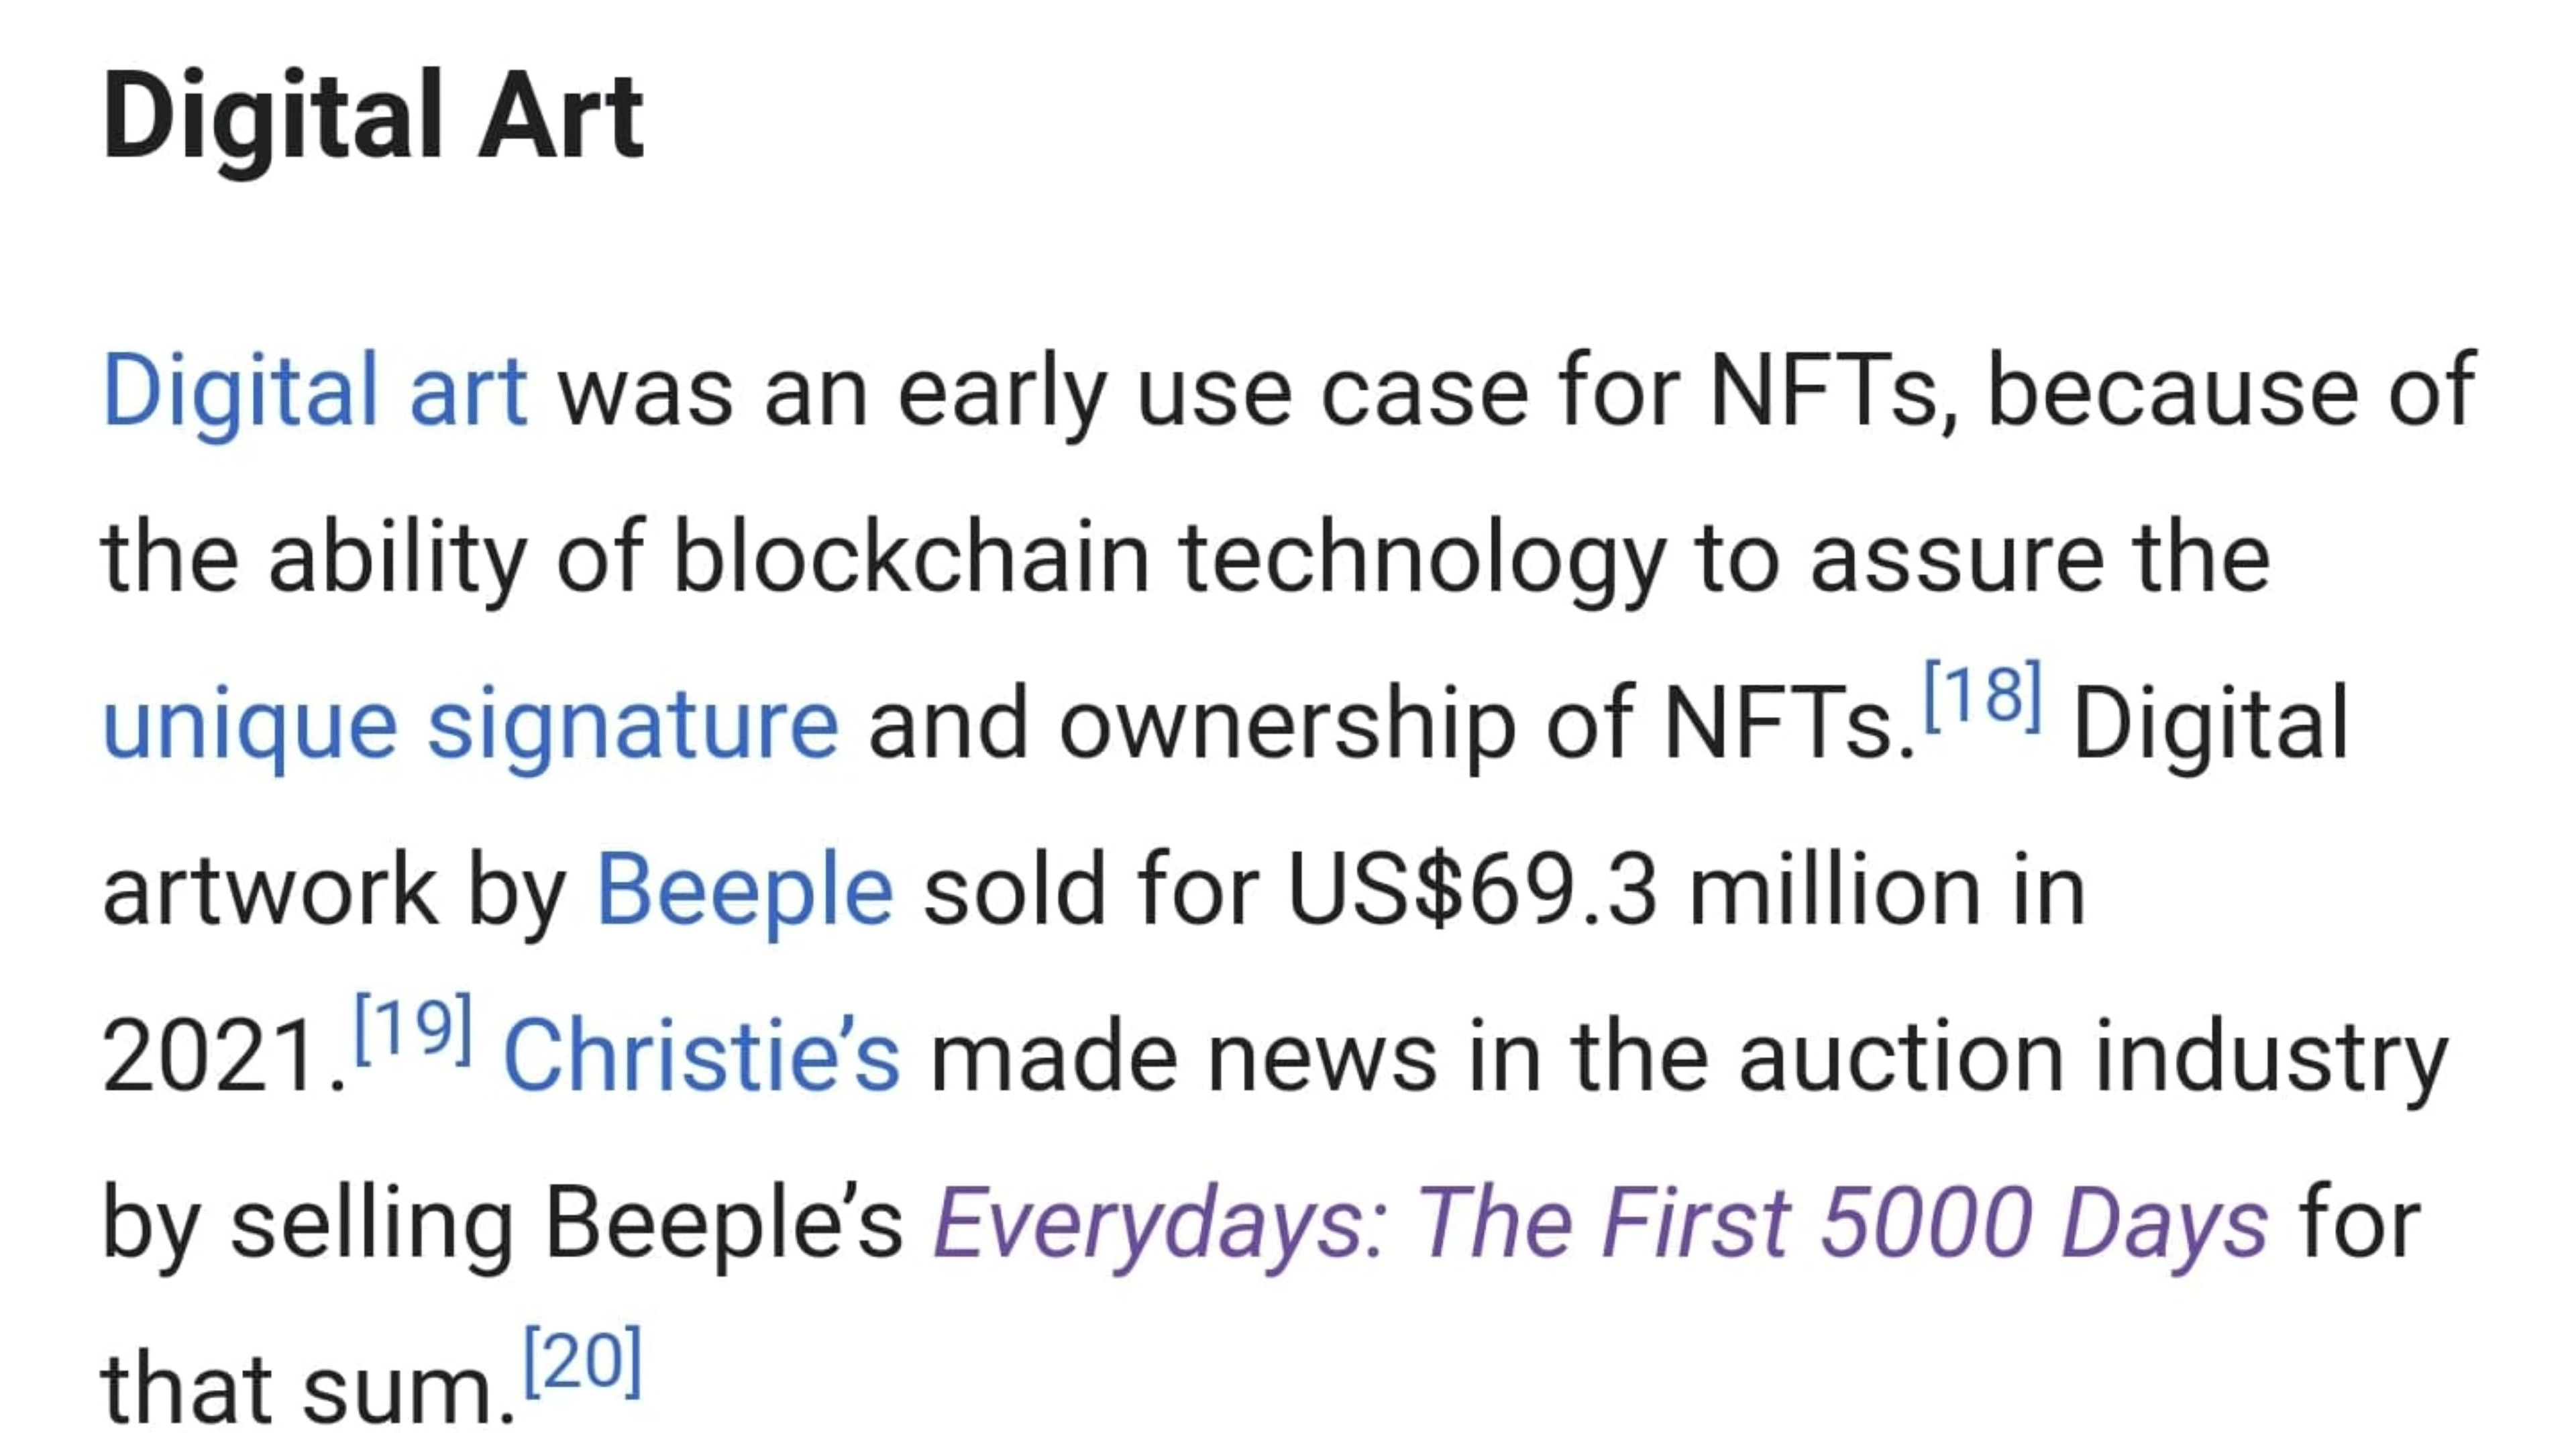 Digital Art
Digital art was an early use case for NFTs, because of
the ability of blockchain technology to assure the
unique signature and ownership of NFTs.[18] Digital
artwork by Beeple sold for US$69.3 million in
2021.[19] Christie’s made news in the auction industry
by selling Beeple’s Everydays: The First 5000 Days for
that sum.[20]